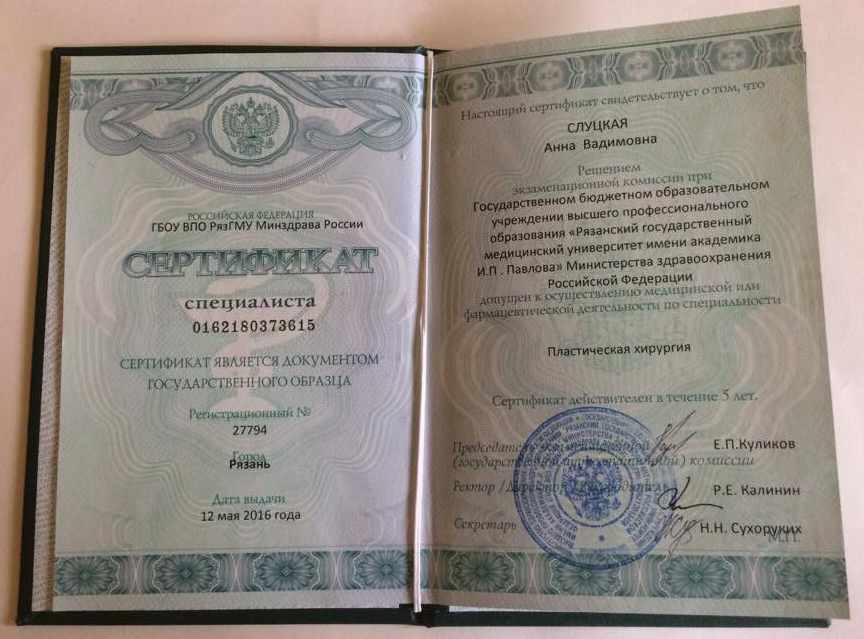 РОССИЙСКАЯ ФЕДЕРАЦИЯ
ГБОУ ВПО РязГМУ Минздрава России
СЕРТИФИКАТ
специалиста
0162180373615
СЕРТИФИКАТ ЯВЛЯЕТСЯ ДОКУМЕНТОМ
ГОСУДАРСТВЕННОГО ОБРАЗЦА
Регистрационный №
27794
Город
Рязань
Дата выдачи
12 мая 2016 года
Настоящий сертификат свидетельствует о том, что
СЛУЦКАЯ
Анна Вадимовна
Решением
экзаменационной комиссии при
Государственном бюджетном образовательном
учреждении высшего профессионального
образования «Рязанский государственный
медицинский университет имени академика
И.П . Павлова» Министерства здравоохранения
Российской Федерации
допущен к осуществлению медицинской или
фармацевтической деятельности по специальности
Пластическая хирургия
Сертификат действителен в течение 5 лет.
Председатель экзаменационной Е.П.Куликов
(государственной аттестационной) комиссии
Ректор /Директор /Руководитель Р.Е. Калинин
Секретарь Н.Н. Сухоруких
М.П.